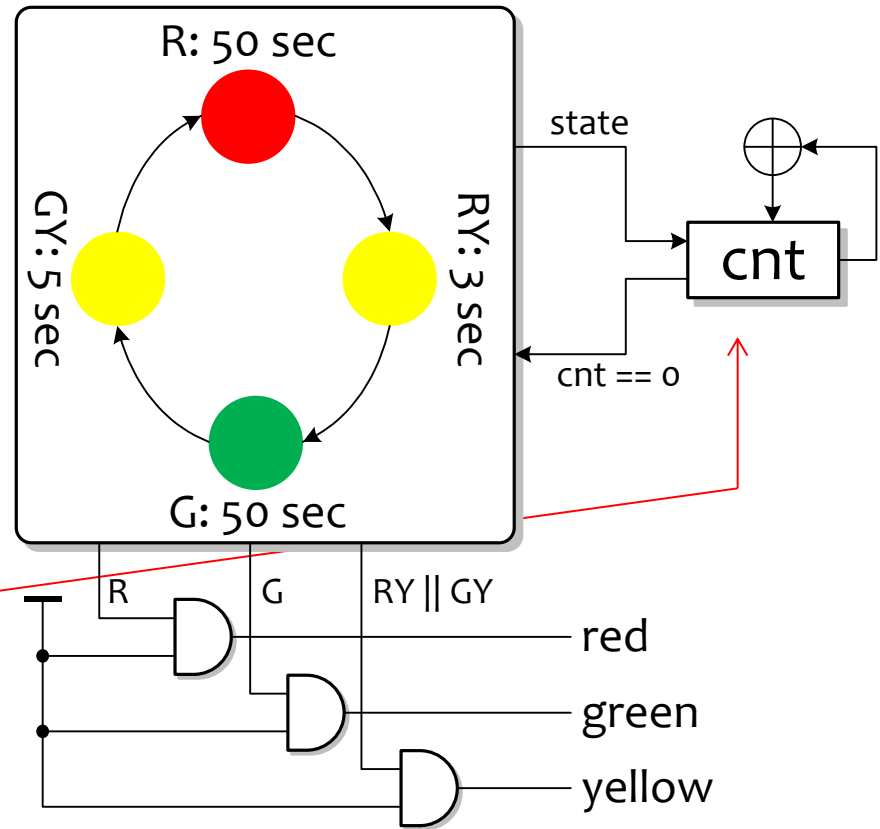 R: 50 sec
state
GY: 5 sec
RY: 3 sec
cnt
cnt == 0
G: 50 sec
R
G
RY || GY
red
green
yellow